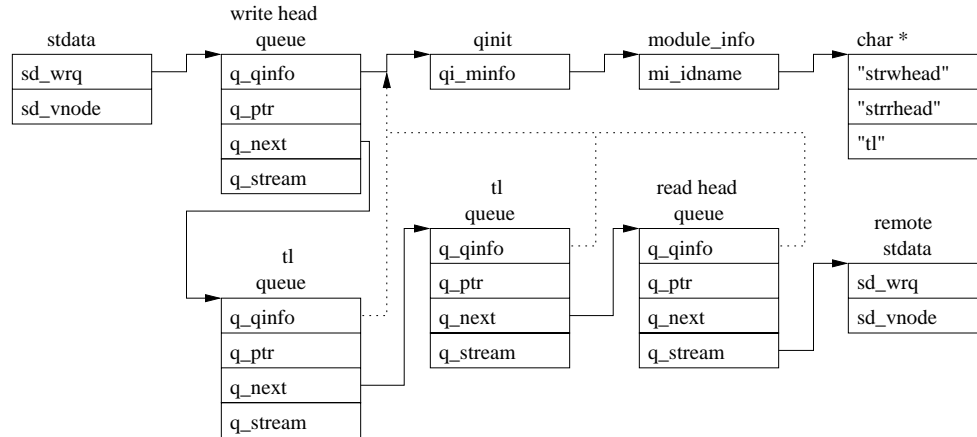 write head
queue
q_qinfo
q_ptr
q_next
q_stream
stdata
sd_wrq
sd_vnode
qinit
qi_minfo
module_info
mi_idname
char *
"strwhead"
"strrhead"
"tl"
tl
queue
q_qinfo
q_ptr
q_next
q_stream
tl
queue
q_qinfo
q_ptr
q_next
q_stream
read head
queue
q_qinfo
q_ptr
q_next
q_stream
remote
stdata
sd_wrq
sd_vnode